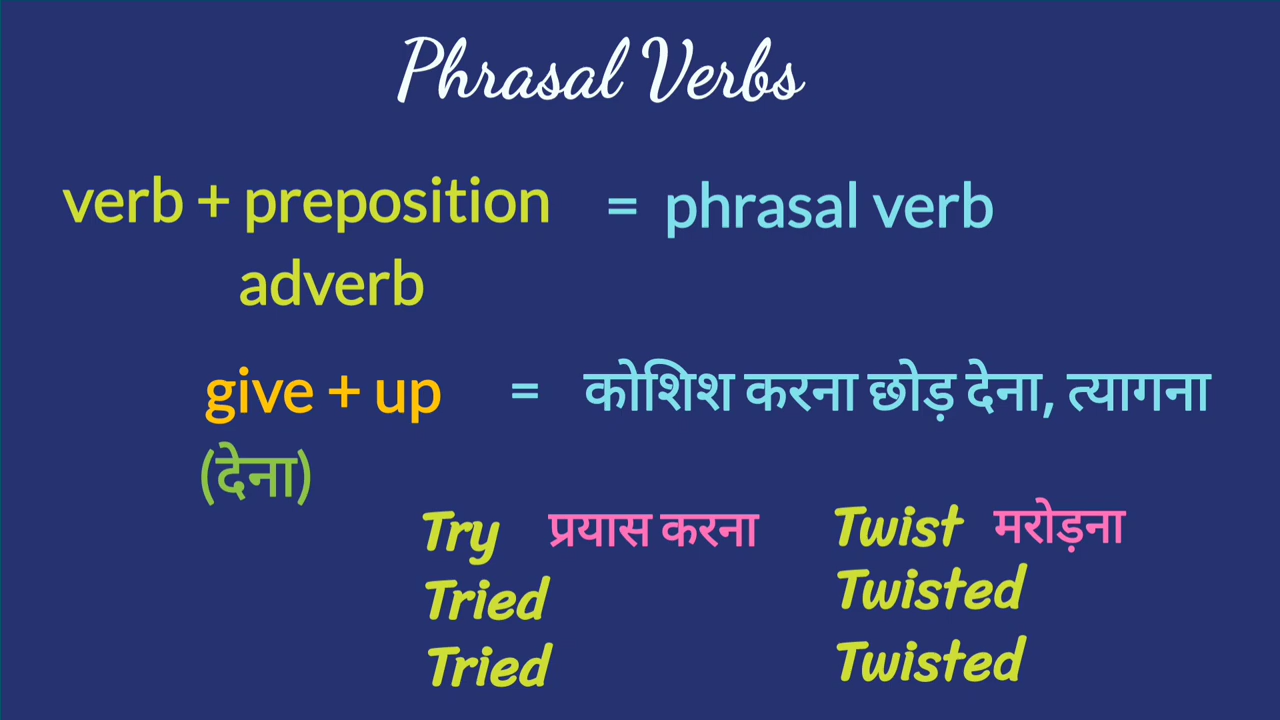 Phrasal Verbs
verb + preposition = phrasal verb
adverb
give + up = कोशिश करना छोड़ देना, त्यागना
(देना)
Try प्रयास करना Twist मरोड़ना
Tried Twisted
Tried Twisted